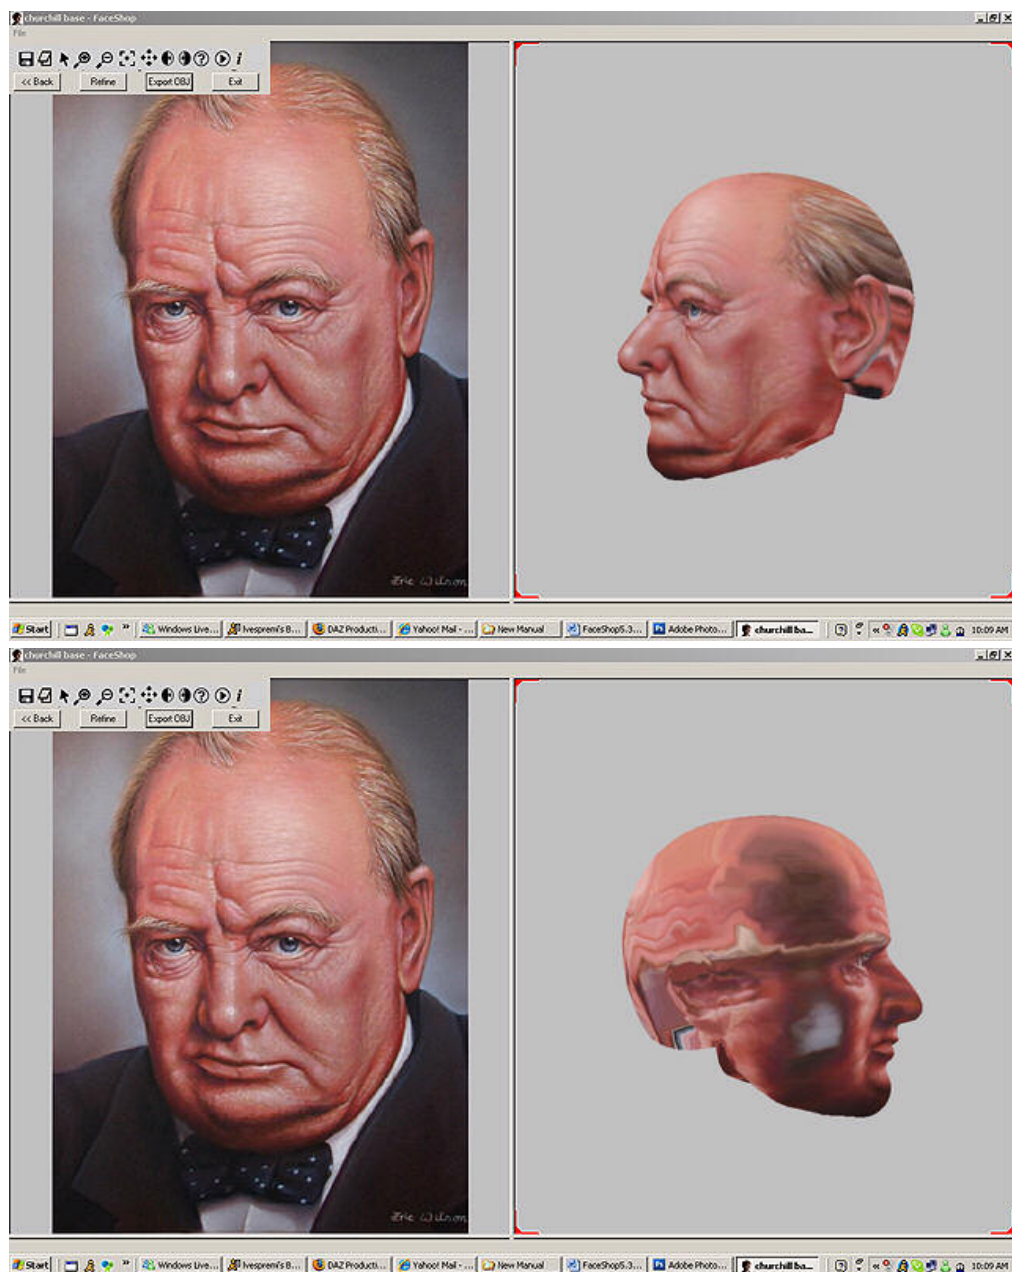 churchill base - FaceShop
File
<< Back Refine Export OBJ Exit
Eric Wilson
Start » Windows Live... lvespremi's B... DAZ Producti... Yahoo! Mail - ... New Manual FaceShop5.3... Adobe Photo... churchill ba... « 10:09 AM
churchill base - FaceShop
File
<< Back Refine Export OBJ Exit
Eric Wilson
Start » Windows Live... lvespremi's B... DAZ Producti... Yahoo! Mail - ... New Manual FaceShop5.3... Adobe Photo... churchill ba... « 10:09 AM